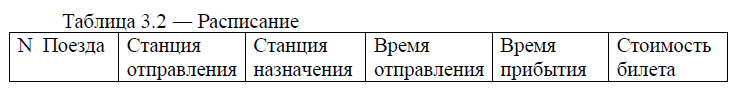 Таблица 3.2 — Расписание
N Поезда Станция отправления Станция назначения Время отправления Время прибытия Стоимость билета